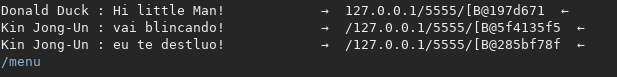 Donald Duck : Hi little Man! → 127.0.0.1/5555/[B@197d671 ←
Kin Jong-Un : vai blincando! → /127.0.0.1/5555/[B@5f4135f5 ←
Kin Jong-Un : eu te destluo! → /127.0.0.1/5555/[B@285bf78f ←
/menu